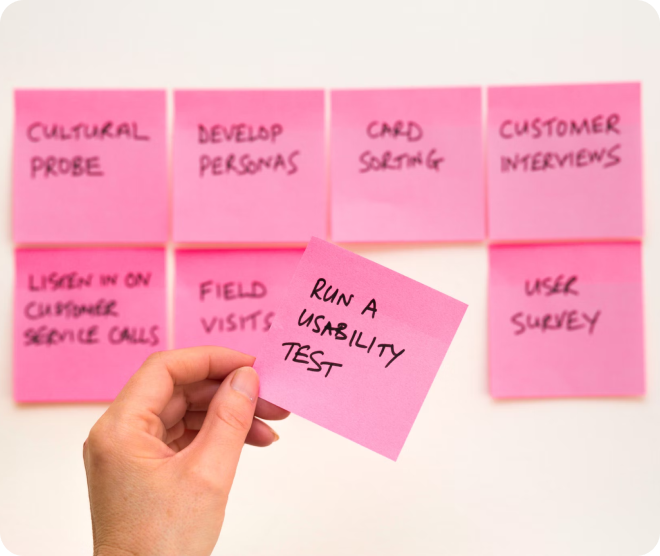 CULTURAL
PROBE
DEVELOP
PERSONAS
CARD
SORTING
CUSTOMER
INTERVIEWS
LISTEN IN ON
CUSTOMER
SERVICE CALLS
FIELD
VISITS
RUN A
USABILITY
TEST
USER
SURVEY